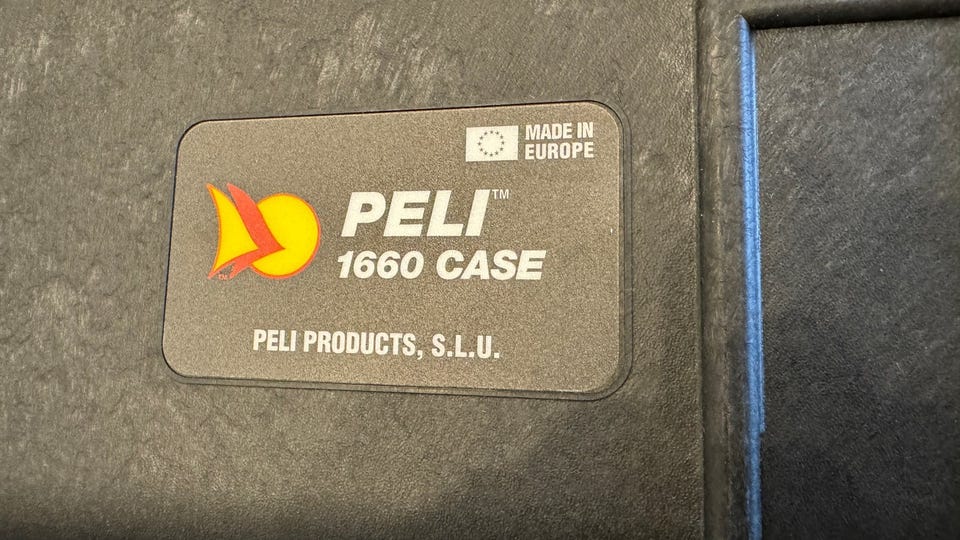 MADE IN
EUROPE
PELI™
1660 CASE
PELI PRODUCTS, S.L.U.